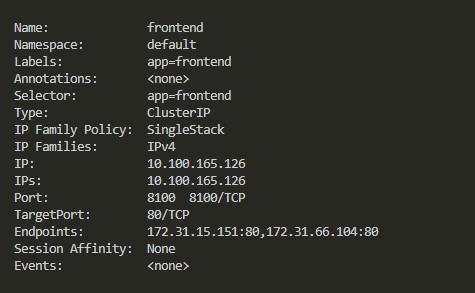 Name: frontend
Namespace: default
Labels: app=frontend
Annotations: <none>
Selector: app=frontend
Type: ClusterIP
IP Family Policy: SingleStack
IP Families: IPv4
IP: 10.100.165.126
IPs: 10.100.165.126
Port: 8100 8100/TCP
TargetPort: 80/TCP
Endpoints: 172.31.15.151:80,172.31.66.104:80
Session Affinity: None
Events: <none>